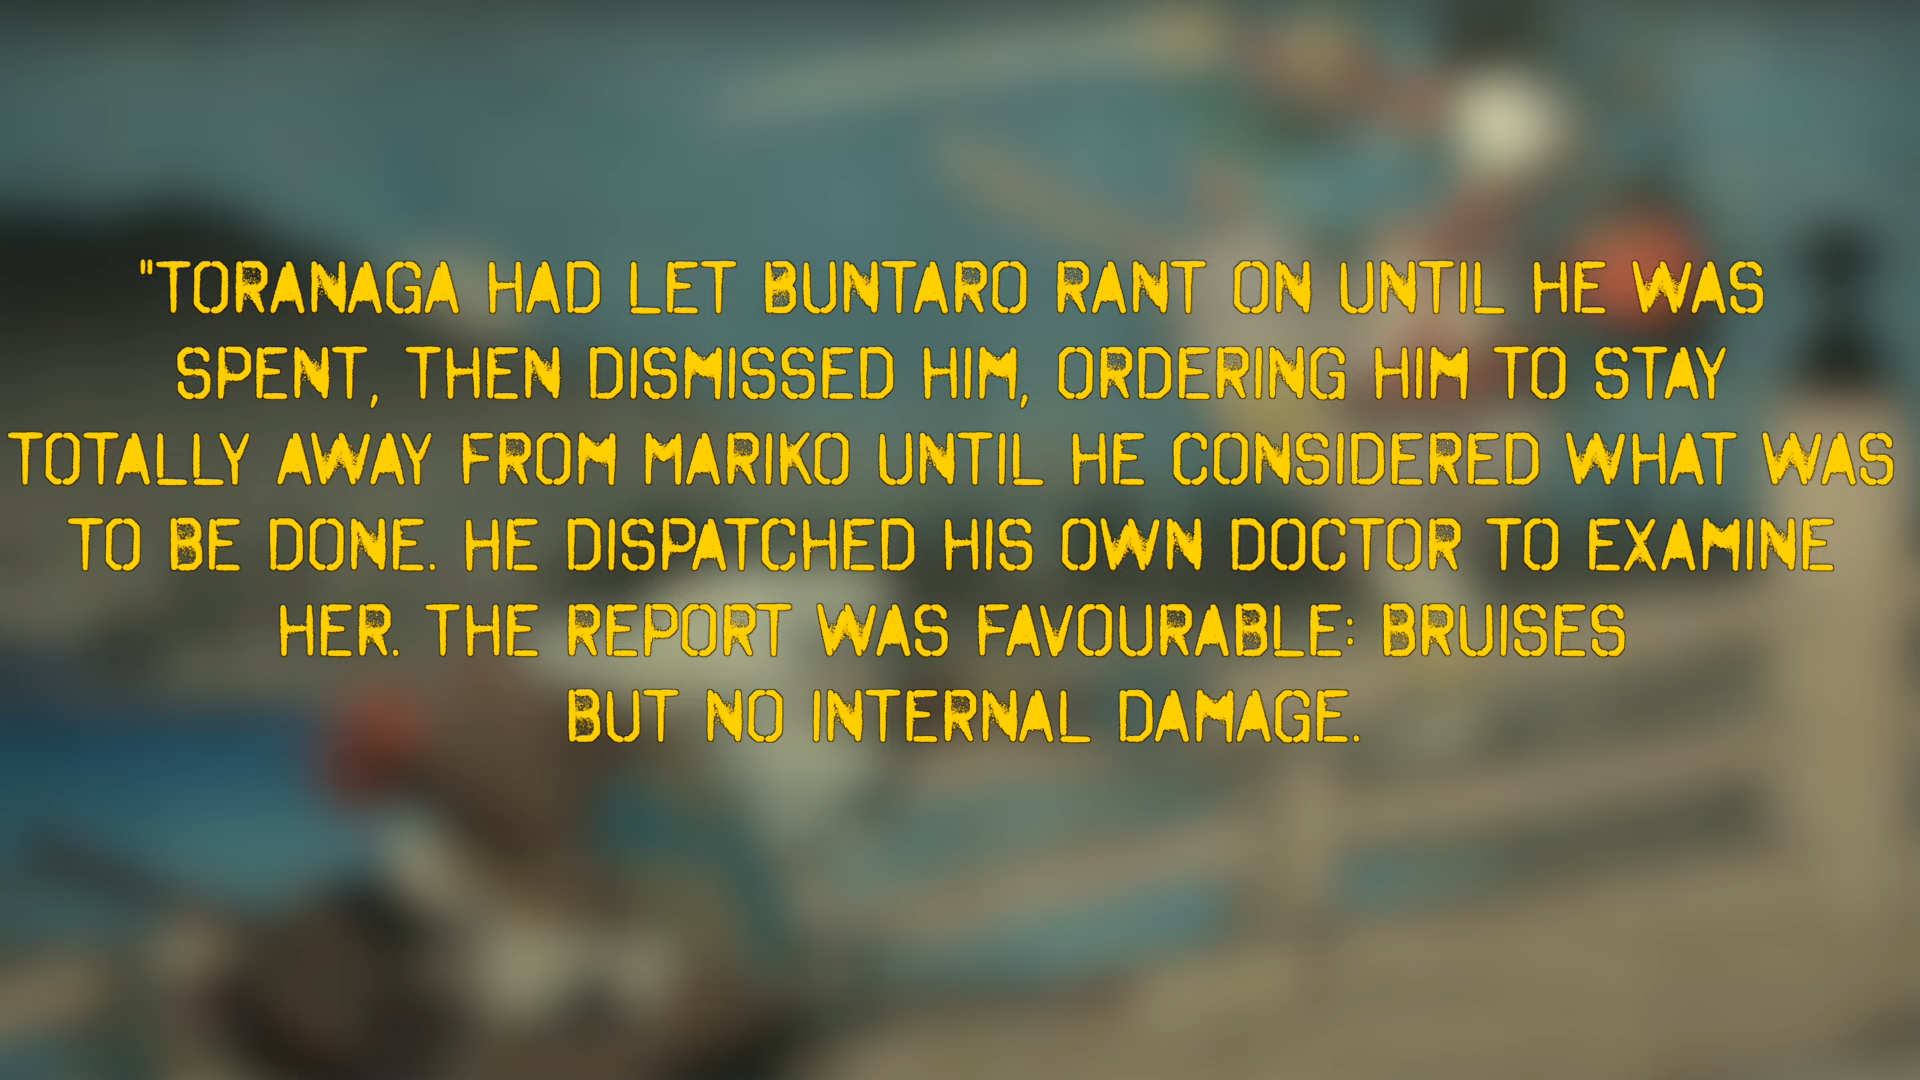 "TORANAGA HAD LET BUNTARO RANT ON UNTIL HE WAS
SPENT, THEN DISMISSED HIM, ORDERING HIM TO STAY
TOTALLY AWAY FROM MARIKO UNTIL HE CONSIDERED WHAT WAS
TO BE DONE. HE DISPATCHED HIS OWN DOCTOR TO EXAMINE
HER. THE REPORT WAS FAVOURABLE: BRUISES
BUT NO INTERNAL DAMAGE.